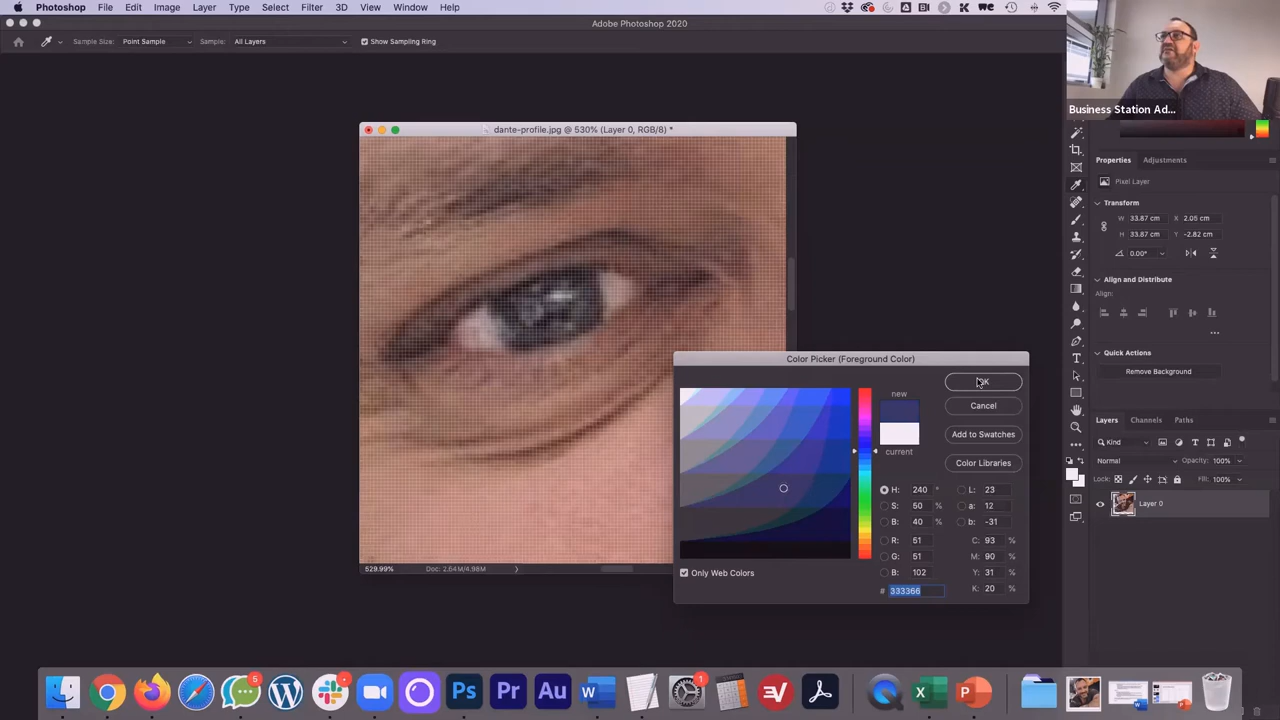 Photoshop File Edit Image Layer Type Select Filter 3D View Window Help
Adobe Photoshop 2020
Sample Size: Point Sample Sample: All Layers Show Sampling Ring
Business Station Ad...
dante-profile.jpg @ 530% (Layer 0, RGB/8) *
Properties Adjustments
Pixel Layer
Transform
W 33.87 cm X 2.05 cm
H 33.87 cm Y -2.82 cm
0.00°
Align and Distribute
Align:
...
Quick Actions
Remove Background
Color Picker (Foreground Color)
new
current
OK
Cancel
Add to Swatches
Color Libraries
H: 240 ° L: 23
S: 50 % a: 12
B: 40 % b: -31
R: 51 C: 93 %
G: 51 M: 90 %
B: 102 Y: 31 %
# 333366 K: 20 %
Only Web Colors
529.99% Doc: 2.64M/4.98M
Layers Channels Paths
Kind
Normal Opacity: 100%
Lock: Fill: 100%
Layer 0
5 Ps Pr Au W 1 X P